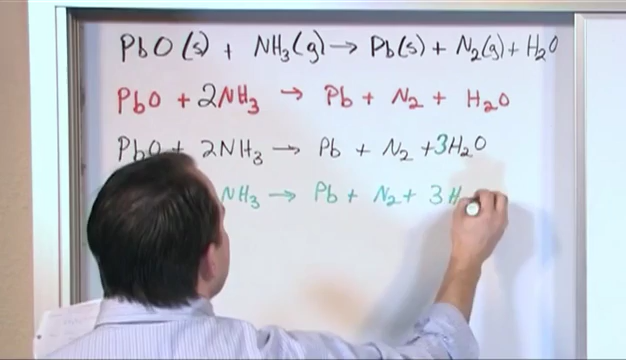 PbO(s) + NH₃(g) → Pb(s) + N₂(g) + H₂O
PbO + 2NH₃ → Pb + N₂ + H₂O
PbO + 2NH₃ → Pb + N₂ + 3H₂O
NH₃ → Pb + N₂ + 3H